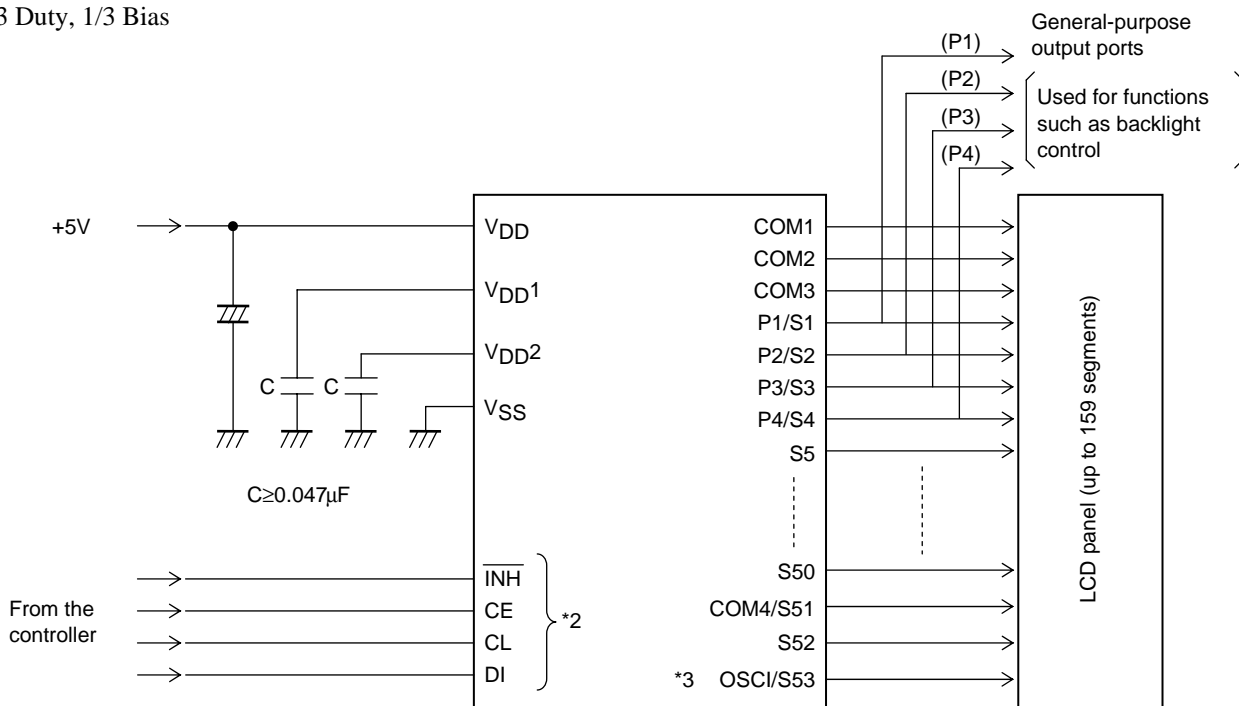 3 Duty, 1/3 Bias
General-purpose
output ports
(P1)
(P2)
(P3)
(P4)
Used for functions
such as backlight
control
+5V
VDD
VDD1
VDD2
VSS
C
C
C≥0.047μF
COM1
COM2
COM3
P1/S1
P2/S2
P3/S3
P4/S4
S5
S50
COM4/S51
S52
*3 OSCI/S53
LCD panel (up to 159 segments)
From the
controller
INH
CE
CL
DI
*2